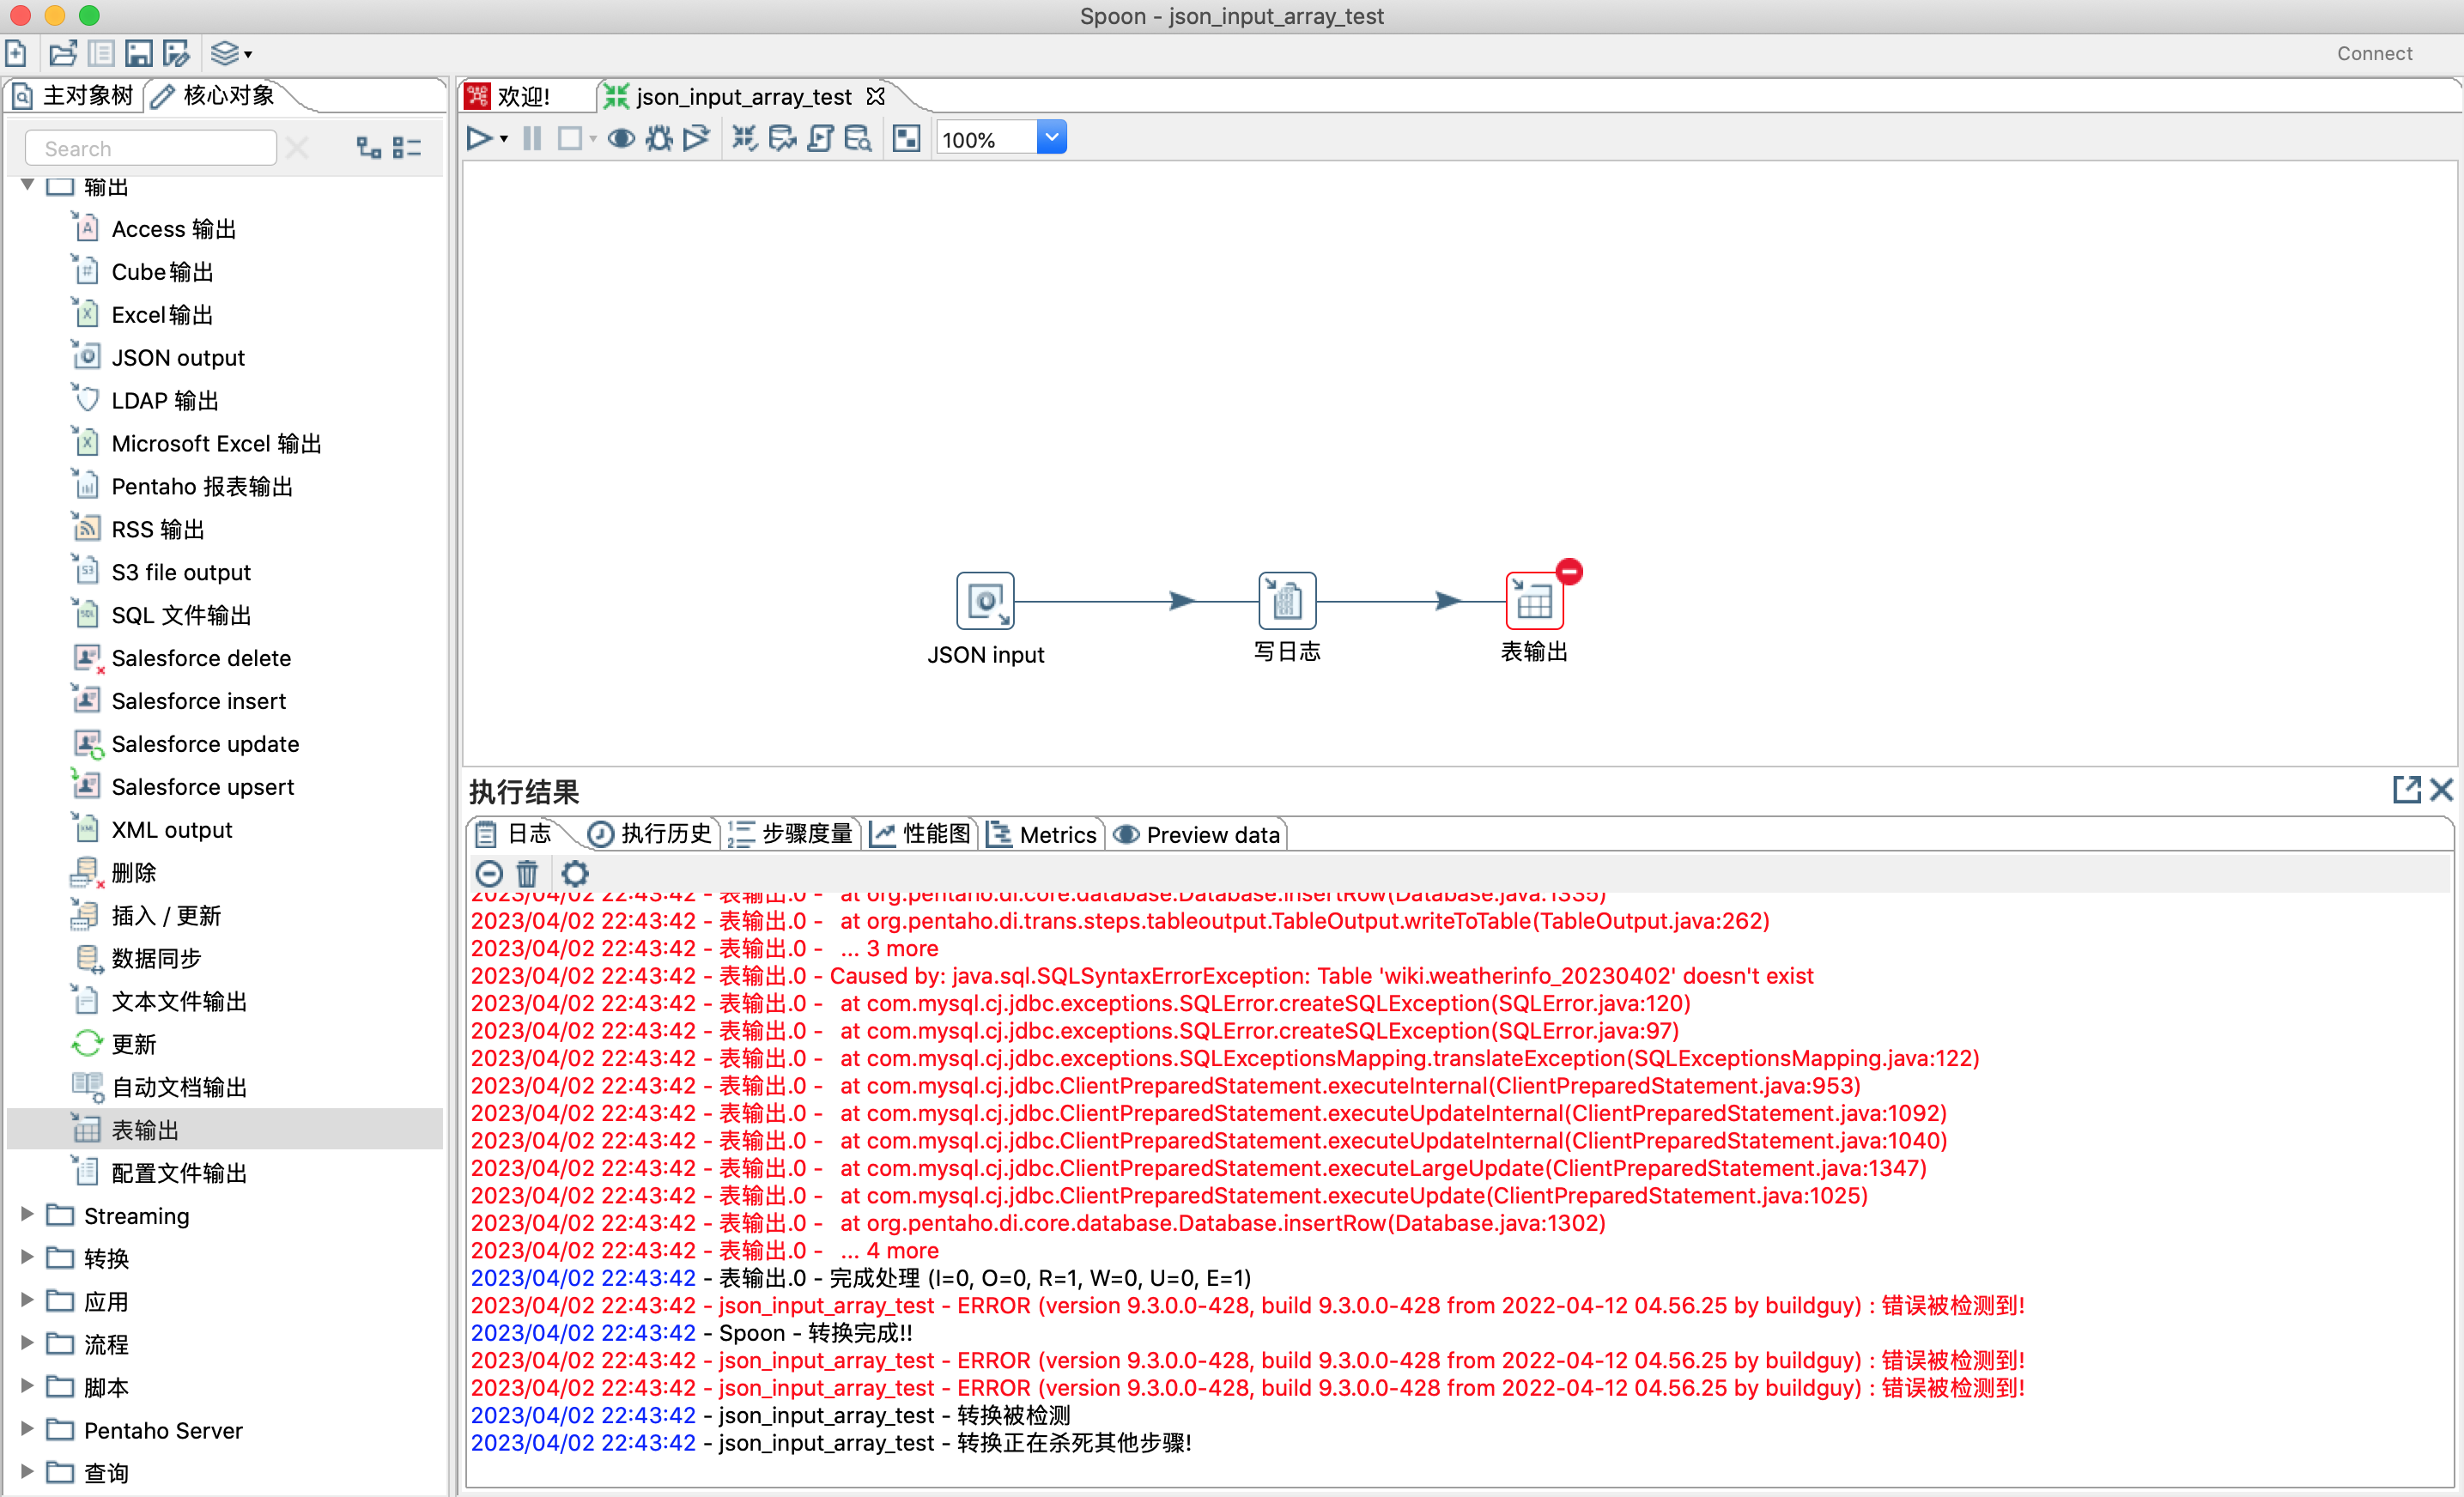 Spoon - json_input_array_test
Connect
主对象树
核心对象
Search
输出
Access 输出
Cube输出
Excel输出
JSON output
LDAP 输出
Microsoft Excel 输出
Pentaho 报表输出
RSS 输出
S3 file output
SQL 文件输出
Salesforce delete
Salesforce insert
Salesforce update
Salesforce upsert
XML output
删除
插入 / 更新
数据同步
文本文件输出
更新
自动文档输出
表输出
配置文件输出
Streaming
转换
应用
流程
脚本
Pentaho Server
查询
欢迎!
json_input_array_test
100%
JSON input
写日志
表输出
执行结果
日志
执行历史
步骤度量
性能图
Metrics
Preview data
2023/04/02 22:43:42 - 表输出.0 - at org.pentaho.di.core.database.Database.insertRow(Database.java:1335)
2023/04/02 22:43:42 - 表输出.0 - at org.pentaho.di.trans.steps.tableoutput.TableOutput.writeToTable(TableOutput.java:262)
2023/04/02 22:43:42 - 表输出.0 - ... 3 more
2023/04/02 22:43:42 - 表输出.0 - Caused by: java.sql.SQLSyntaxErrorException: Table 'wiki.weatherinfo_20230402' doesn't exist
2023/04/02 22:43:42 - 表输出.0 - at com.mysql.cj.jdbc.exceptions.SQLError.createSQLException(SQLError.java:120)
2023/04/02 22:43:42 - 表输出.0 - at com.mysql.cj.jdbc.exceptions.SQLError.createSQLException(SQLError.java:97)
2023/04/02 22:43:42 - 表输出.0 - at com.mysql.cj.jdbc.exceptions.SQLExceptionsMapping.translateException(SQLExceptionsMapping.java:122)
2023/04/02 22:43:42 - 表输出.0 - at com.mysql.cj.jdbc.ClientPreparedStatement.executeInternal(ClientPreparedStatement.java:953)
2023/04/02 22:43:42 - 表输出.0 - at com.mysql.cj.jdbc.ClientPreparedStatement.executeUpdateInternal(ClientPreparedStatement.java:1092)
2023/04/02 22:43:42 - 表输出.0 - at com.mysql.cj.jdbc.ClientPreparedStatement.executeUpdateInternal(ClientPreparedStatement.java:1040)
2023/04/02 22:43:42 - 表输出.0 - at com.mysql.cj.jdbc.ClientPreparedStatement.executeLargeUpdate(ClientPreparedStatement.java:1347)
2023/04/02 22:43:42 - 表输出.0 - at com.mysql.cj.jdbc.ClientPreparedStatement.executeUpdate(ClientPreparedStatement.java:1025)
2023/04/02 22:43:42 - 表输出.0 - at org.pentaho.di.core.database.Database.insertRow(Database.java:1302)
2023/04/02 22:43:42 - 表输出.0 - ... 4 more
2023/04/02 22:43:42 - 表输出.0 - 完成处理 (I=0, O=0, R=1, W=0, U=0, E=1)
2023/04/02 22:43:42 - json_input_array_test - ERROR (version 9.3.0.0-428, build 9.3.0.0-428 from 2022-04-12 04.56.25 by buildguy) : 错误被检测到!
2023/04/02 22:43:42 - Spoon - 转换完成!!
2023/04/02 22:43:42 - json_input_array_test - ERROR (version 9.3.0.0-428, build 9.3.0.0-428 from 2022-04-12 04.56.25 by buildguy) : 错误被检测到!
2023/04/02 22:43:42 - json_input_array_test - ERROR (version 9.3.0.0-428, build 9.3.0.0-428 from 2022-04-12 04.56.25 by buildguy) : 错误被检测到!
2023/04/02 22:43:42 - json_input_array_test - 转换被检测
2023/04/02 22:43:42 - json_input_array_test - 转换正在杀死其他步骤!